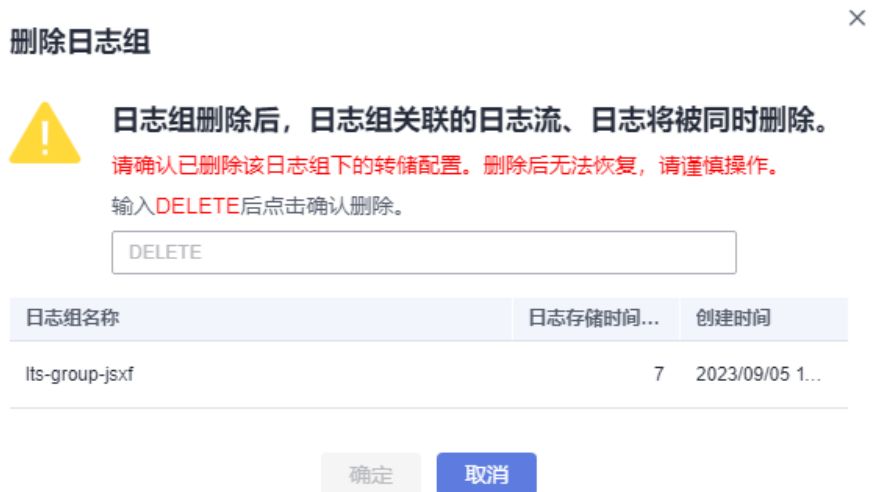 删除日志组
日志组删除后，日志组关联的日志流、日志将被同时删除。
请确认已删除该日志组下的转储配置。删除后无法恢复，请谨慎操作。
输入DELETE后点击确认删除。
DELETE
日志组名称 日志存储时间... 创建时间
lts-group-jsxf 7 2023/09/05 1...
确定 取消